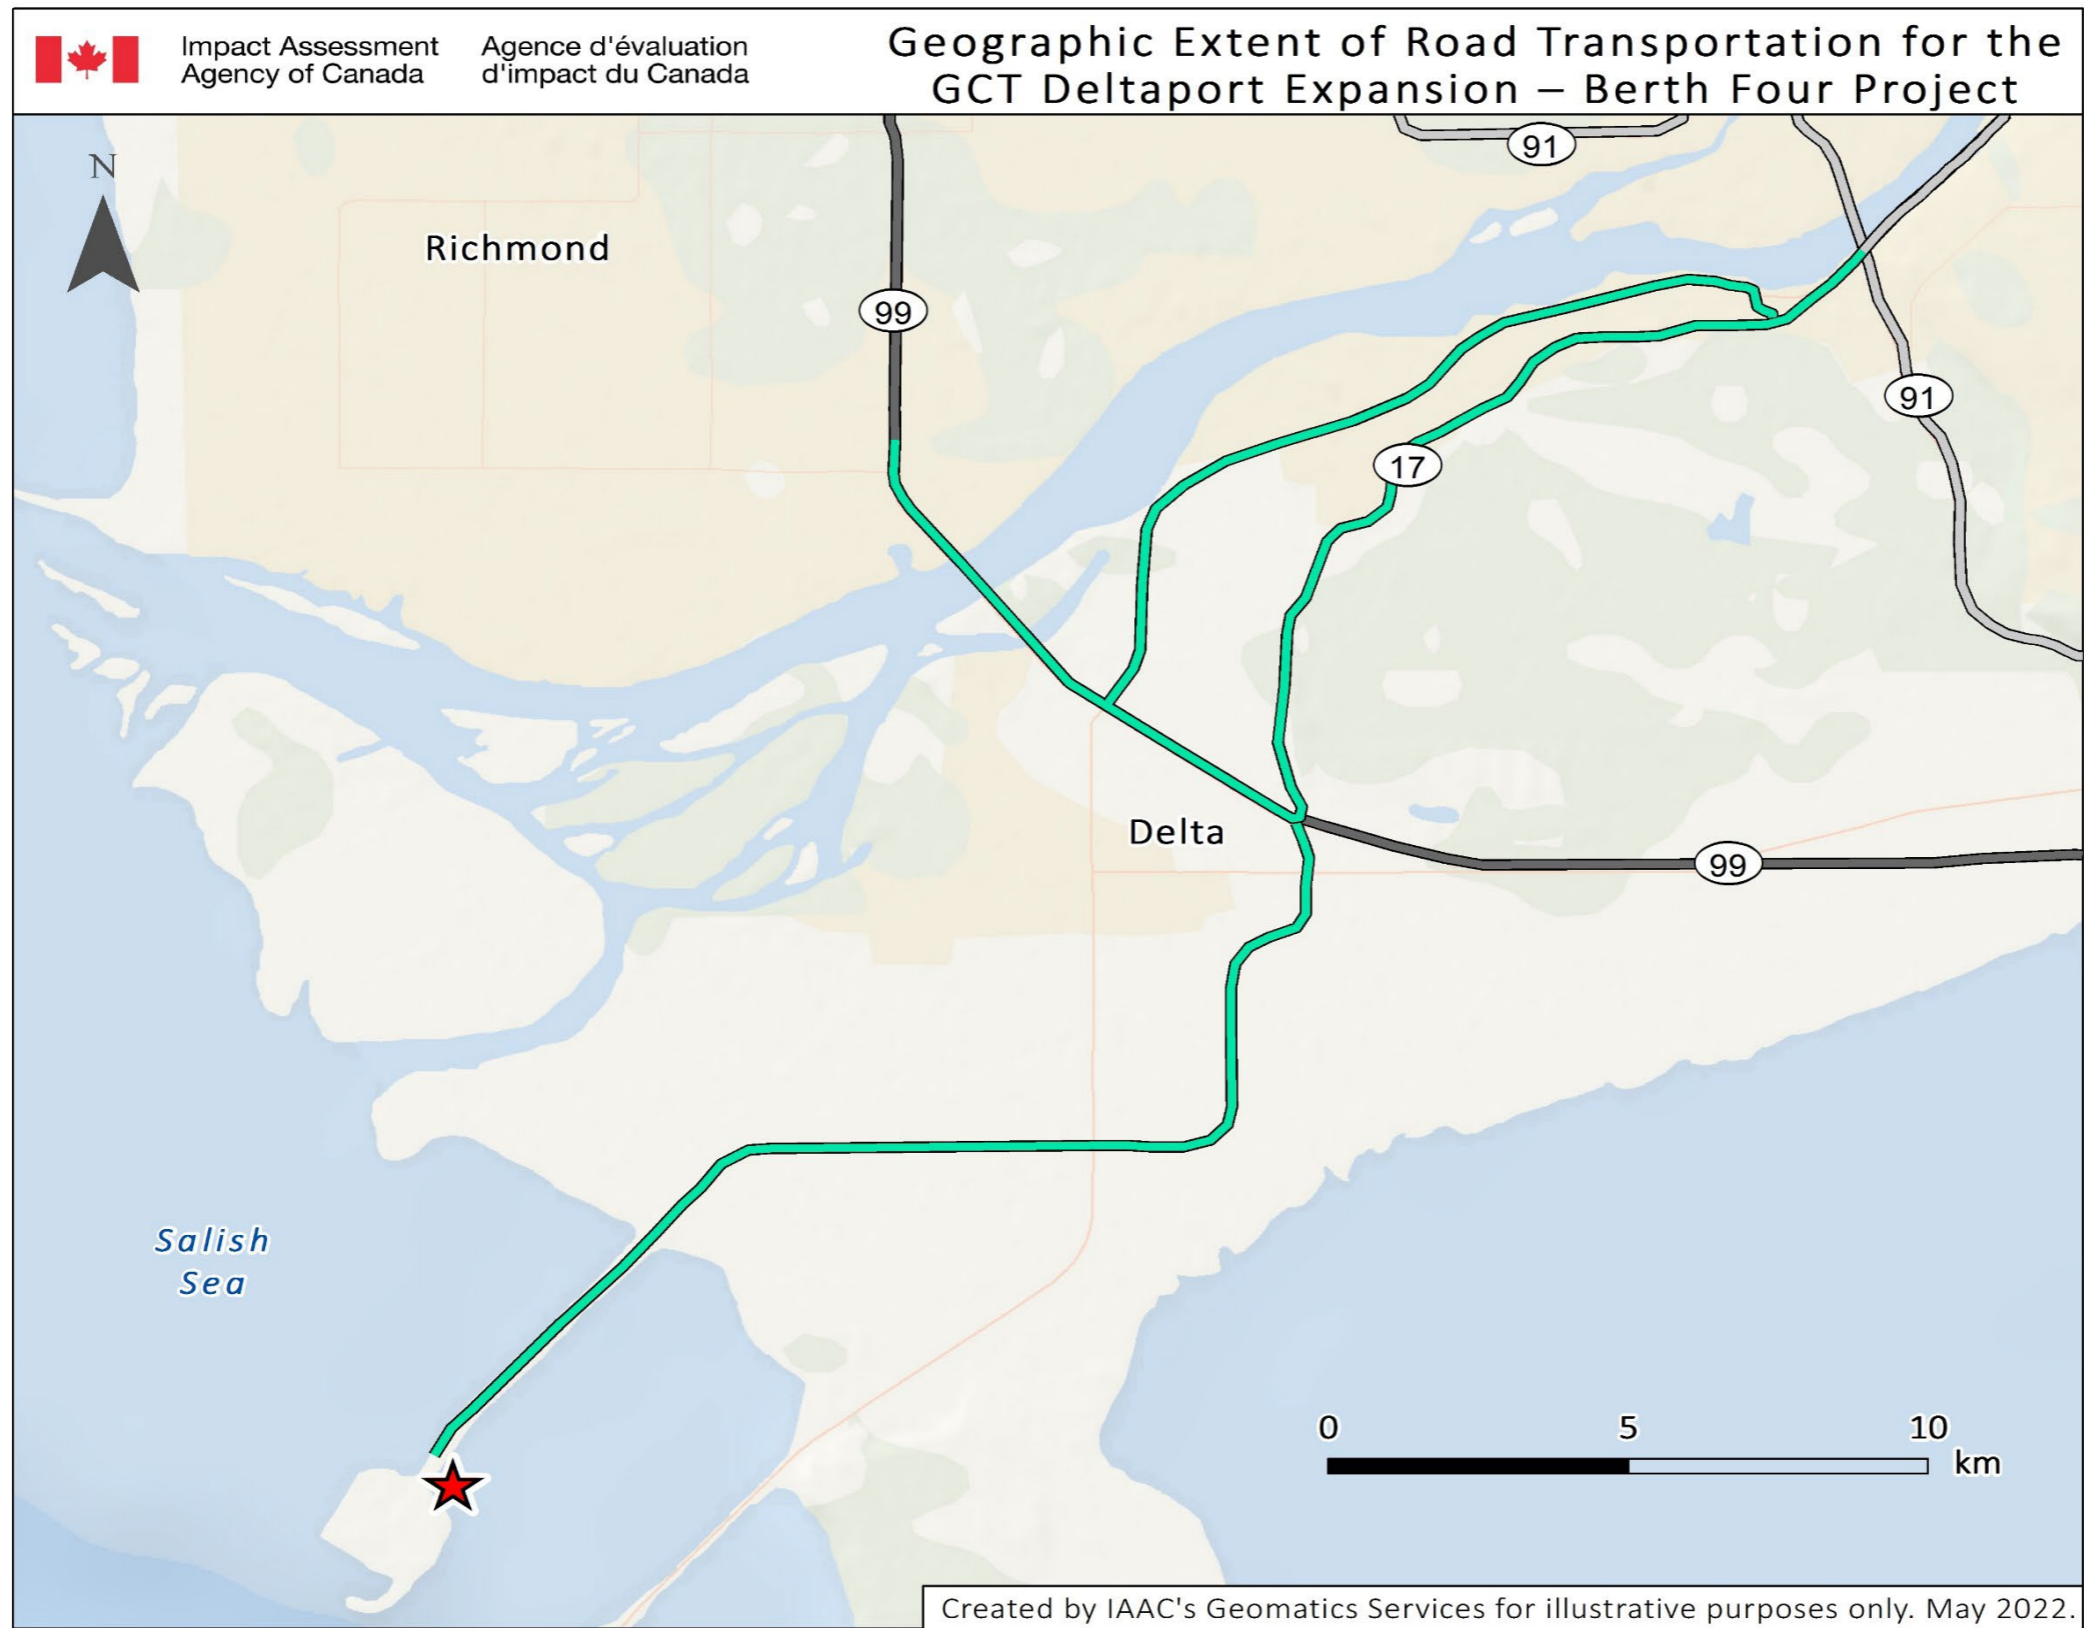 Impact Assessment
Agency of Canada
Agence d'évaluation
d'impact du Canada
Geographic Extent of Road Transportation for the
GCT Deltaport Expansion – Berth Four Project
N
91
Richmond
99
91
17
Delta
99
Salish
Sea
0 5 10
km
Created by IAAC's Geomatics Services for illustrative purposes only. May 2022.